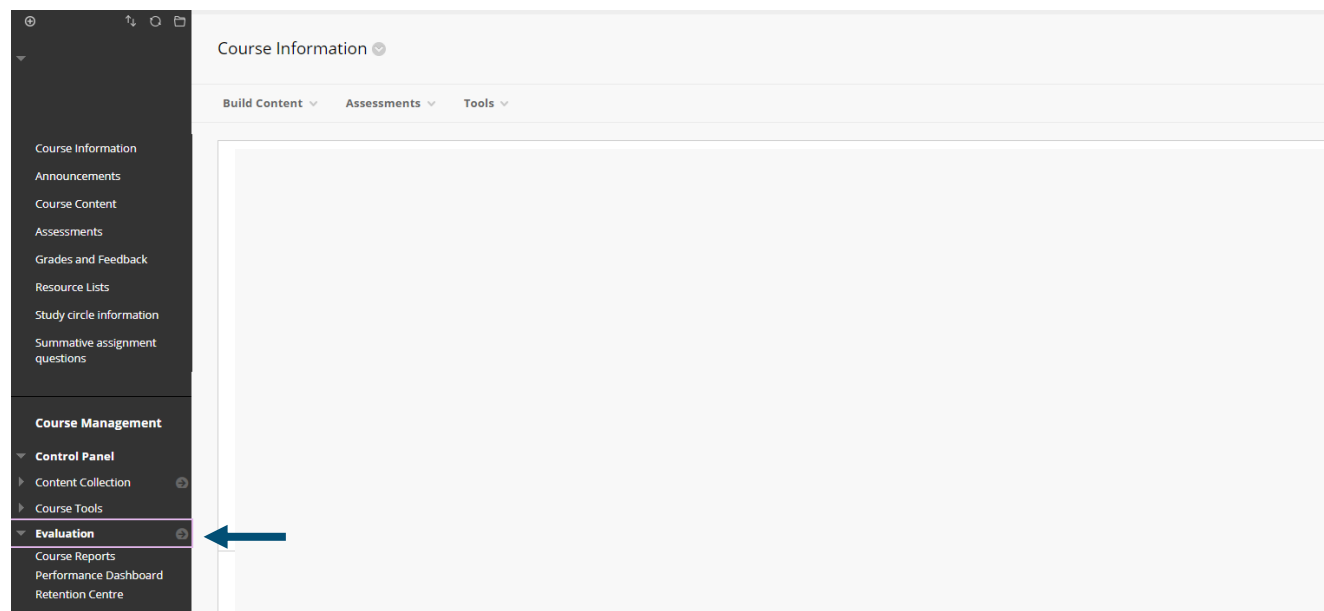 Course Information
Build Content
Assessments
Tools
Course Information
Announcements
Course Content
Assessments
Grades and Feedback
Resource Lists
Study circle information
Summative assignment
questions
Course Management
Control Panel
Content Collection
Course Tools
Evaluation
Course Reports
Performance Dashboard
Retention Centre